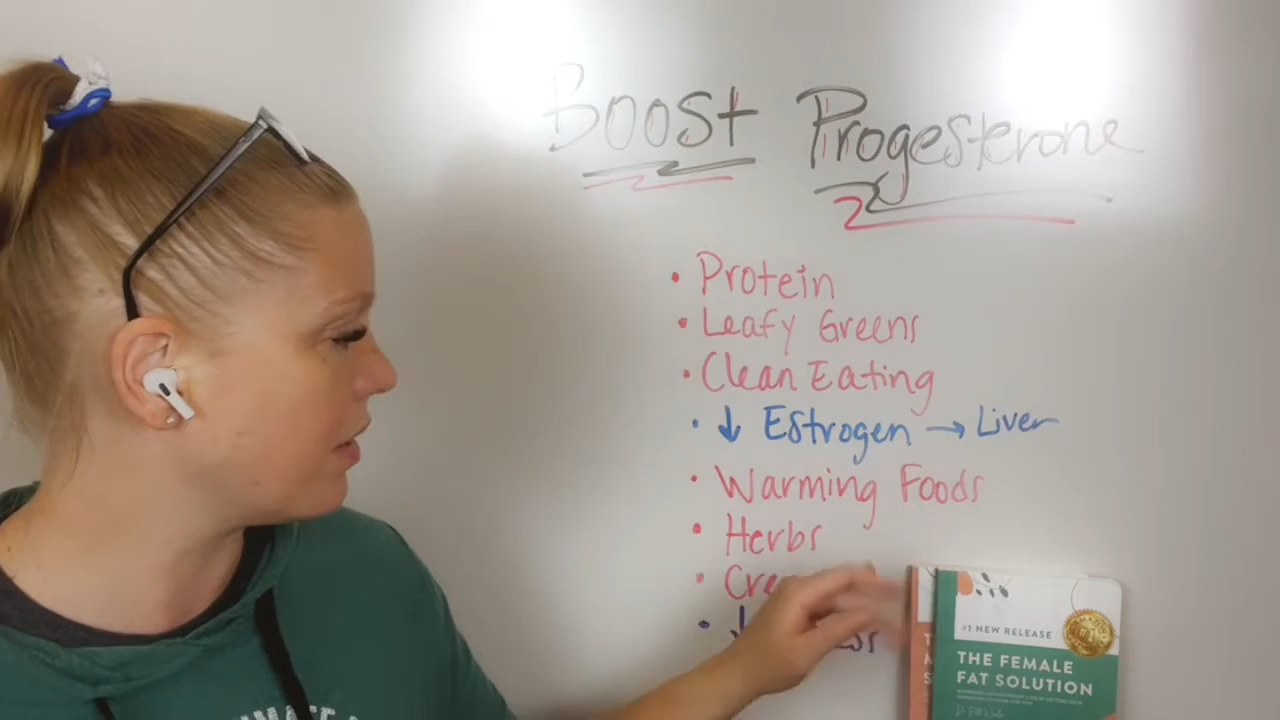 Boost Progesterone
• Protein
• Leafy Greens
• Clean Eating
• ↓ Estrogen → Liver
• Warming Foods
• Herbs
•
• ↓
#1 NEW RELEASE
THE FEMALE
FAT SOLUTION